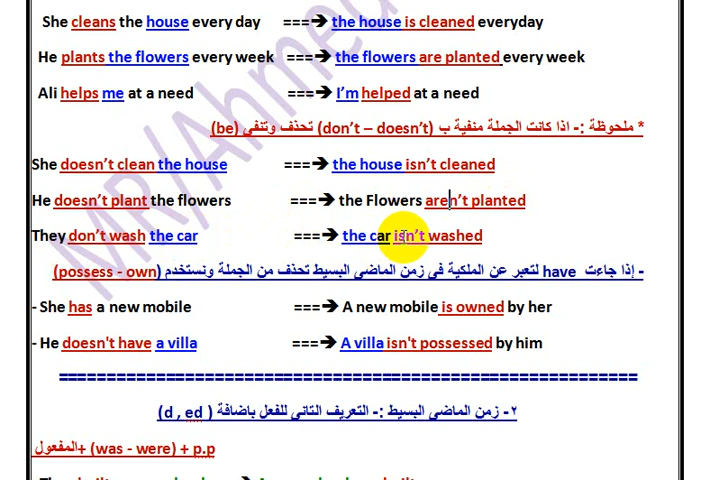 She cleans the house every day ===➔ the house is cleaned everyday
He plants the flowers every week ===➔ the flowers are planted every week
Ali helps me at a need ===➔ I'm helped at a need
* ملحوظة :- اذا كانت الجملة منفية ب (don't – doesn't) تحذف وتنفى (be)
She doesn't clean the house ===➔ the house isn't cleaned
He doesn't plant the flowers ===➔ the Flowers aren't planted
They don't wash the car ===➔ the car isn't washed
- إذا جاءت have لتعبر عن الملكية فى زمن الماضى البسيط تحذف من الجملة ونستخدم (possess - own)
- She has a new mobile ===➔ A new mobile is owned by her
- He doesn't have a villa ===➔ A villa isn't possessed by him
==============================================================
٢- زمن الماضى البسيط :- التعريف التانى للفعل باضافة (d , ed )
المفعول+ (was - were) + p.p
MR/Ahmed